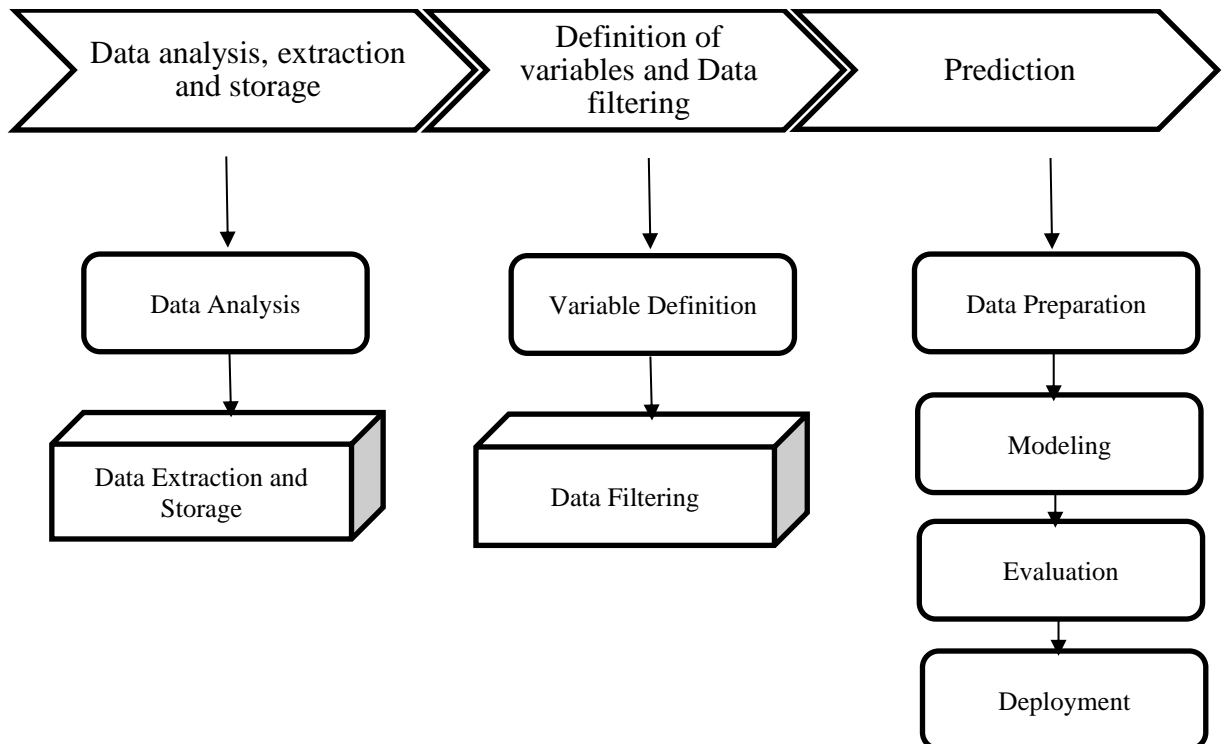 Data analysis, extraction
and storage
Definition of
variables and Data
filtering
Prediction
Data Analysis
Variable Definition
Data Preparation
Data Extraction and
Storage
Data Filtering
Modeling
Evaluation
Deployment